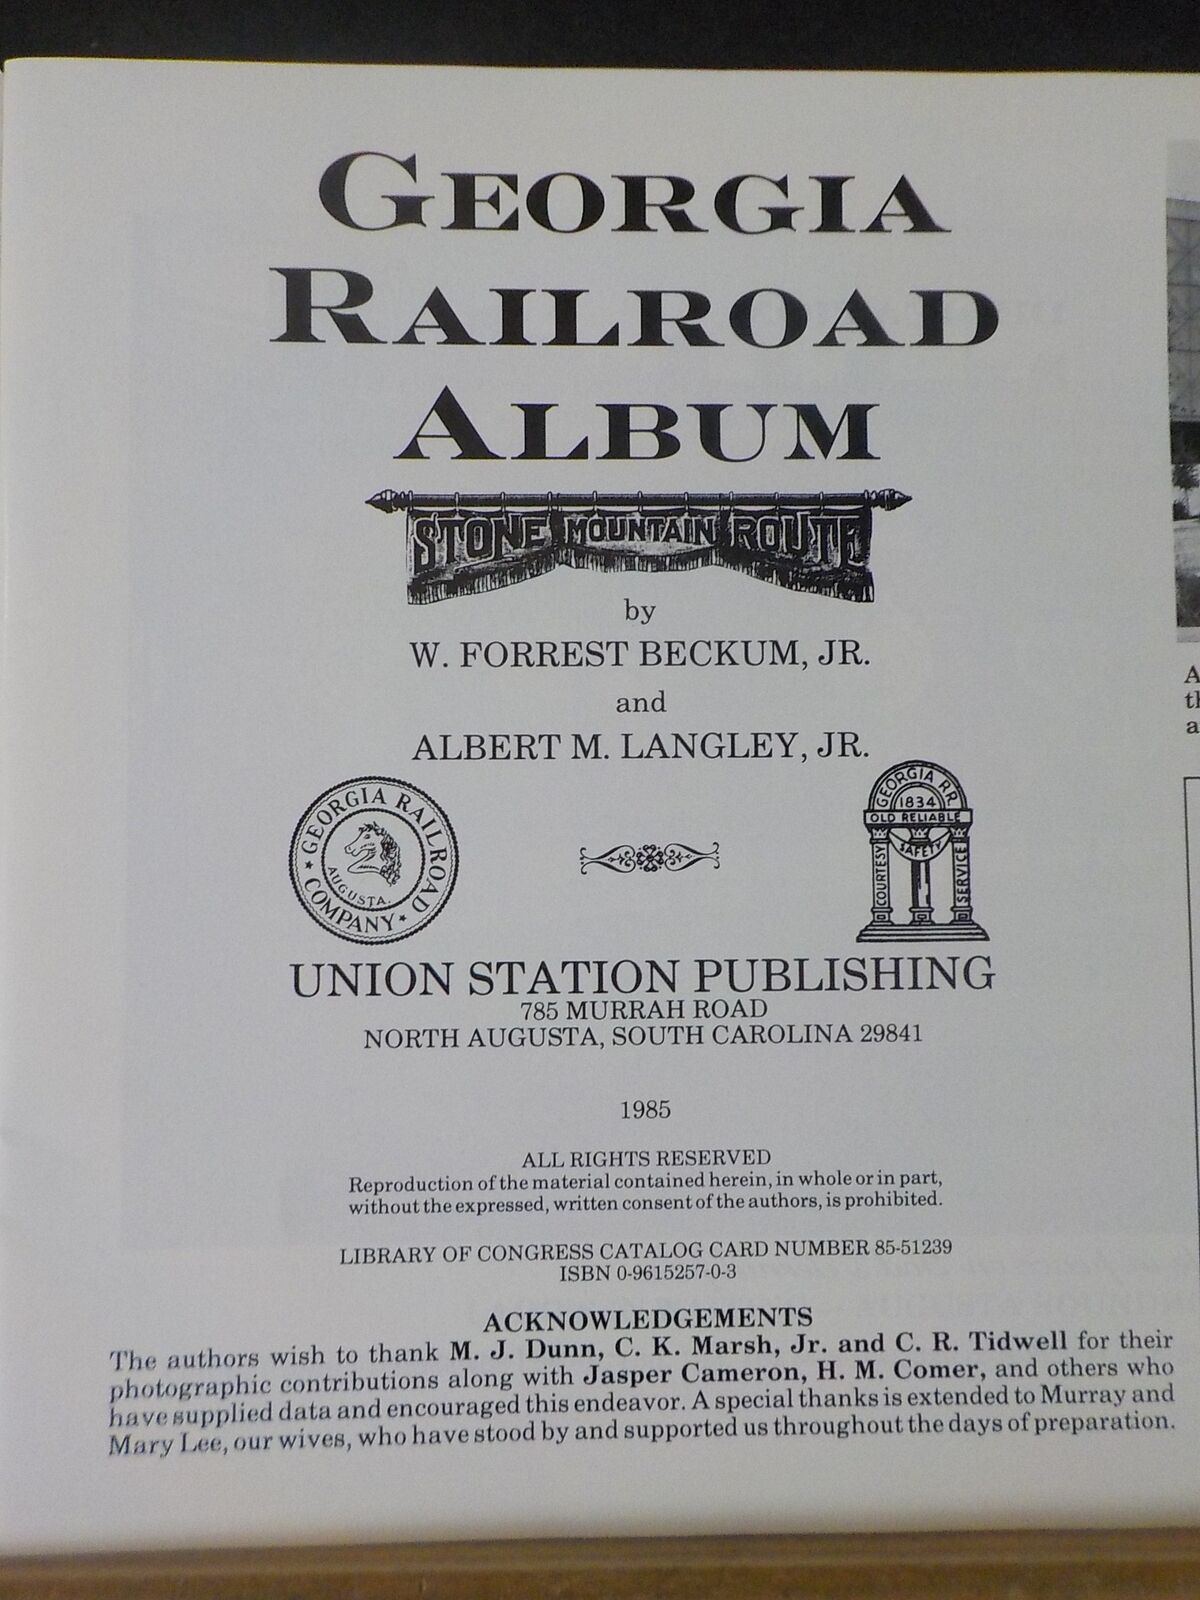 GEORGIA
RAILROAD
ALBUM
STONE MOUNTAIN ROUTE
by
W. FORREST BECKUM, JR.
and
ALBERT M. LANGLEY, JR.
GEORGIA RAILROAD COMPANY
AUGUSTA.
GEORGIA R.R.
1834
OLD RELIABLE
SAFETY
COURTESY
SERVICE
UNION STATION PUBLISHING
785 MURRAH ROAD
NORTH AUGUSTA, SOUTH CAROLINA 29841
1985
ALL RIGHTS RESERVED
Reproduction of the material contained herein, in whole or in part,
without the expressed, written consent of the authors, is prohibited.
LIBRARY OF CONGRESS CATALOG CARD NUMBER 85-51239
ISBN 0-9615257-0-3
ACKNOWLEDGEMENTS
The authors wish to thank M. J. Dunn, C. K. Marsh, Jr. and C. R. Tidwell for their
photographic contributions along with Jasper Cameron, H. M. Comer, and others who
have supplied data and encouraged this endeavor. A special thanks is extended to Murray and
Mary Lee, our wives, who have stood by and supported us throughout the days of preparation.